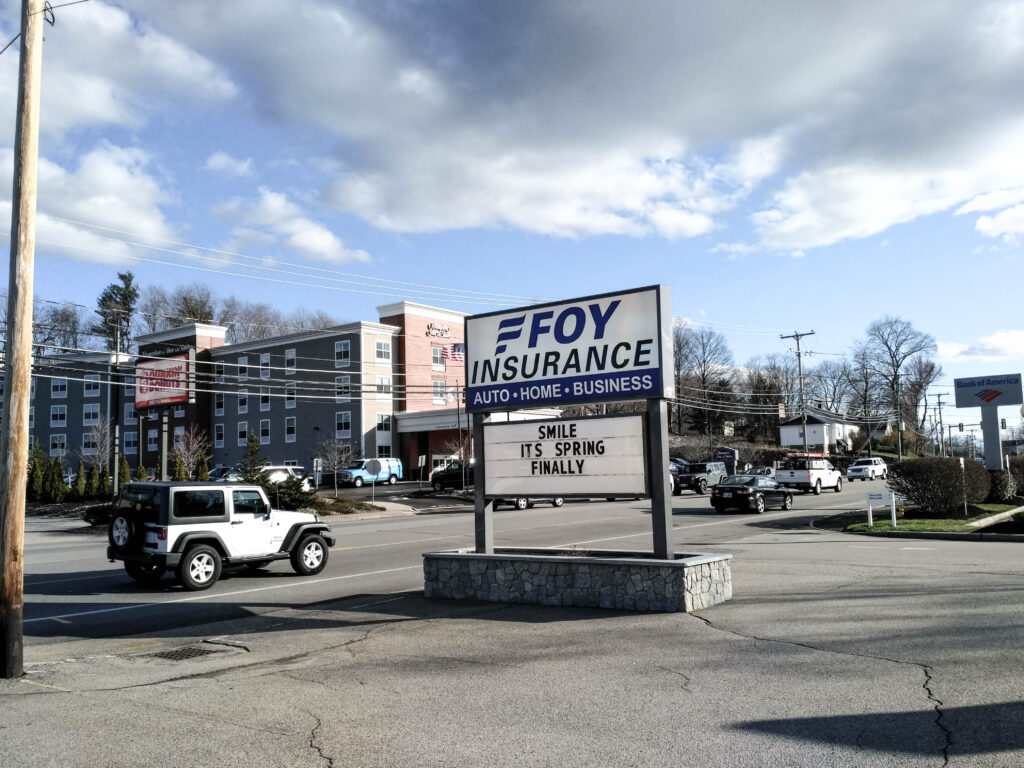 FOY
INSURANCE
AUTO • HOME • BUSINESS
SMILE
ITS SPRING
FINALLY
Bank of America